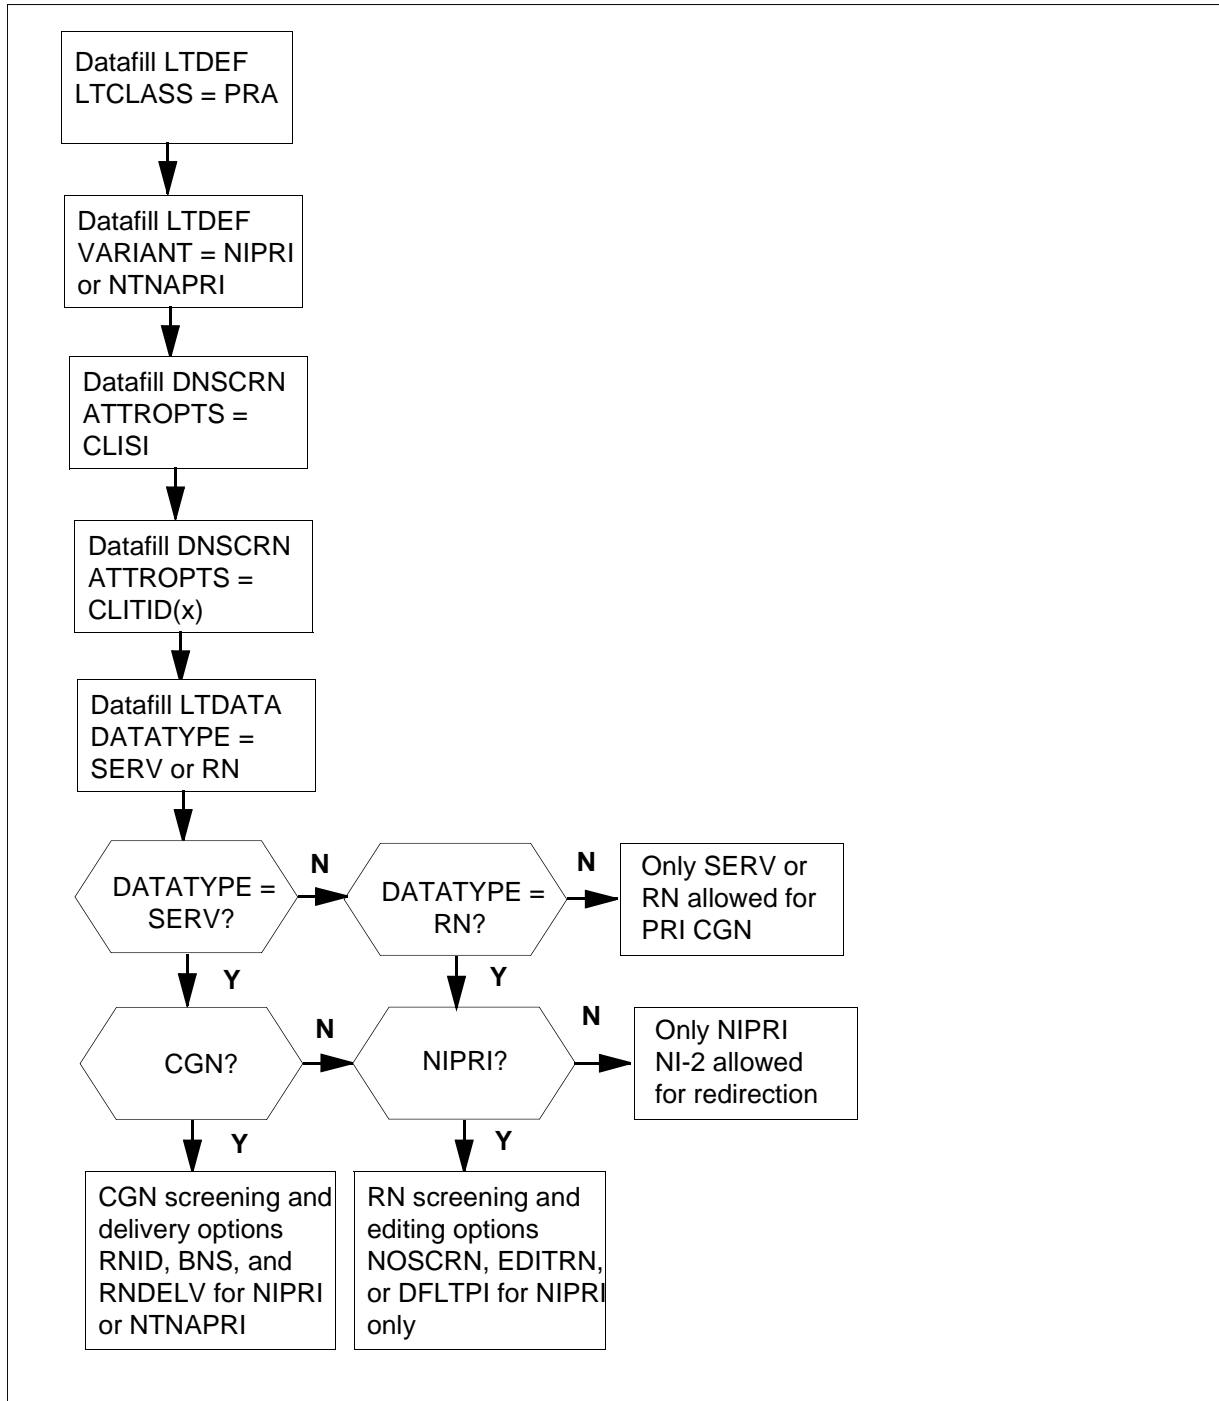 Datafill LTDEF
LTCLASS = PRA
Datafill LTDEF
VARIANT = NIPRI
or NTNAPRI
Datafill DNSCRN
ATTROPTS =
CLISI
Datafill DNSCRN
ATTROPTS =
CLITID(x)
Datafill LTDATA
DATATYPE =
SERV or RN
DATATYPE =
SERV?
N
DATATYPE =
RN?
N
Only SERV or
RN allowed for
PRI CGN
Y
Y
CGN?
N
NIPRI?
N
Only NIPRI
NI-2 allowed
for redirection
Y
Y
CGN screening and
delivery options
RNID, BNS, and
RNDELV for NIPRI
or NTNAPRI
RN screening and
editing options
NOSCRN, EDITRN,
or DFLTPI for NIPRI
only